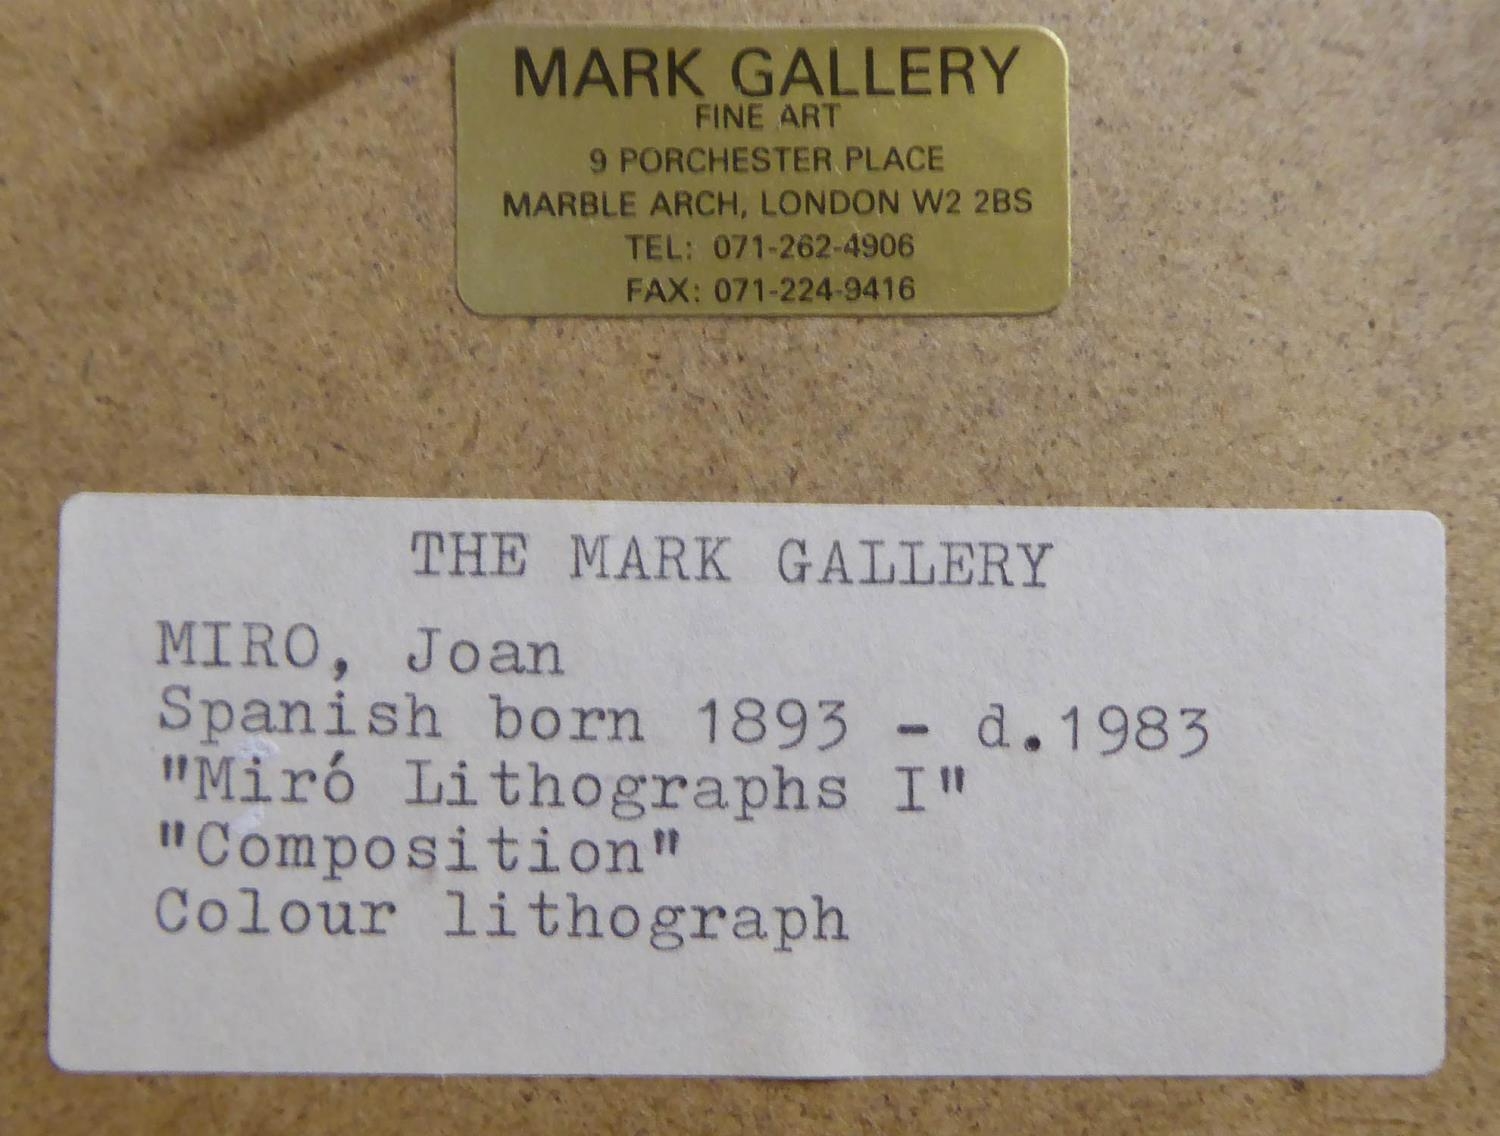 MARK GALLERY
FINE ART
9 PORCHESTER PLACE
MARBLE ARCH, LONDON W2 2BS
TEL: 071-262-4906
FAX: 071-224-9416
THE MARK GALLERY
MIRO, Joan
Spanish born 1893 - d.1983
"Miró Lithographs I"
"Composition"
Colour lithograph